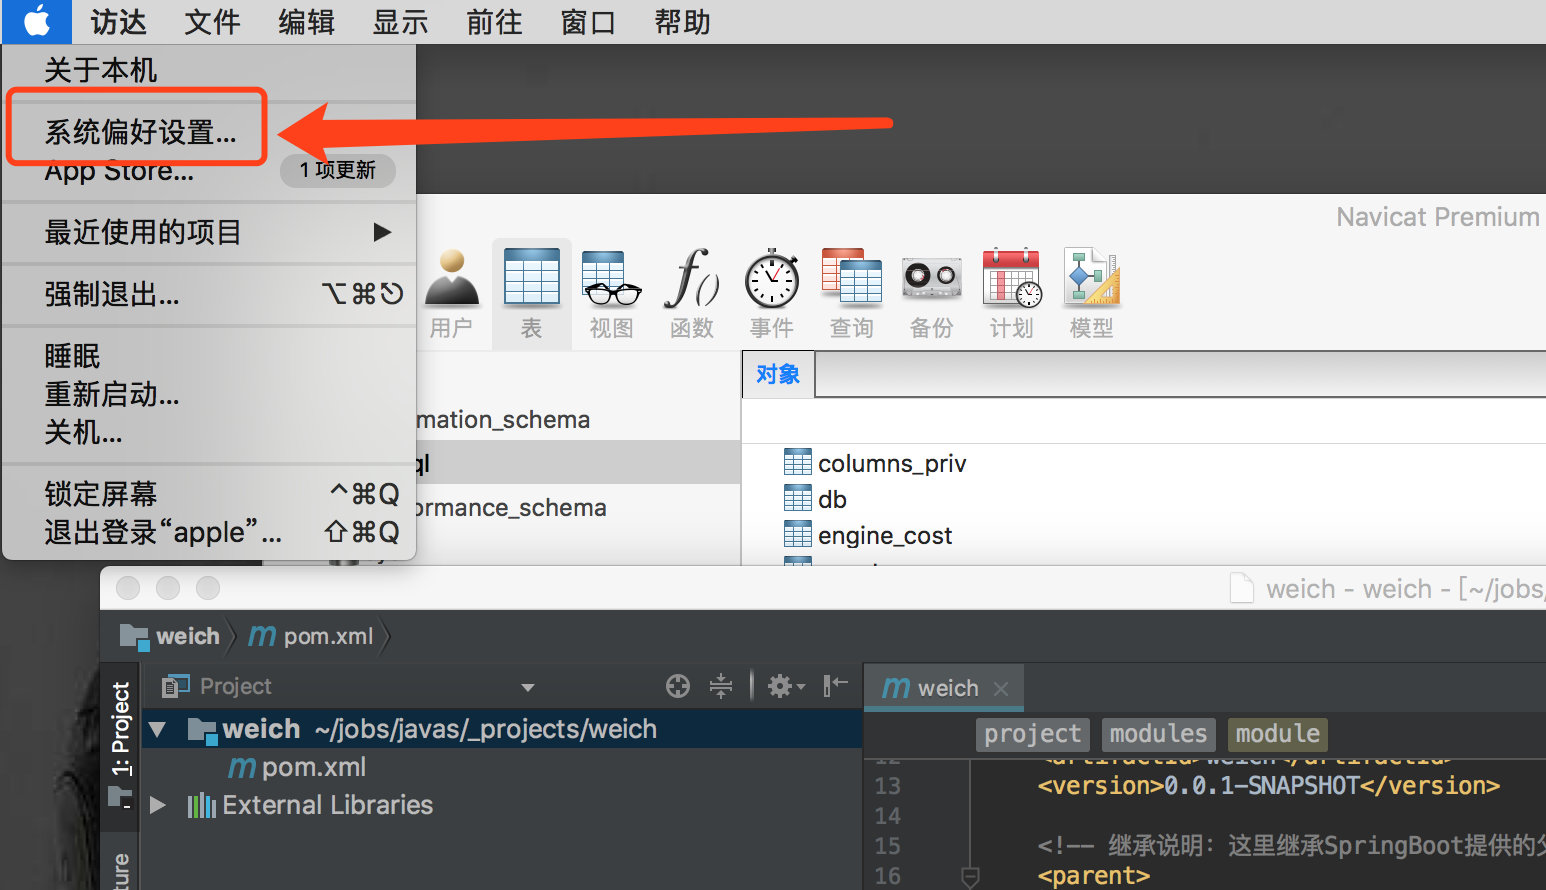 访达 文件 编辑 显示 前往 窗口 帮助
关于本机
系统偏好设置...
App Store... 1 项更新
最近使用的项目 ▶
强制退出... ⌥⌘⎋
睡眠
重新启动...
关机...
锁定屏幕 ^⌘Q
退出登录“apple”... ⇧⌘Q
Navicat Premium
用户 表 视图 函数 事件 查询 备份 计划 模型
对象
mation_schema
ql
ormance_schema
columns_priv
db
engine_cost
weich - weich - [~/jobs/
weich pom.xml
1: Project
Project
weich ~/jobs/javas/_projects/weich
pom.xml
External Libraries
ture
weich
project modules module
12 <artifactId>weich</artifactId>
13 <version>0.0.1-SNAPSHOT</version>
14
15 <!-- 继承说明：这里继承SpringBoot提供的父
16 <parent>